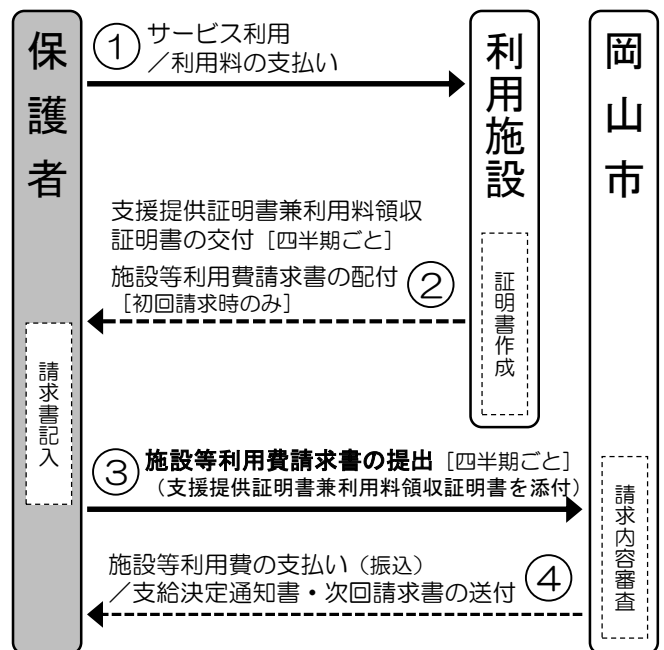 保護者
利用施設
岡山市
①サービス利用
／利用料の支払い
支援提供証明書兼利用料領収
証明書の交付［四半期ごと］
施設等利用費請求書の配付
［初回請求時のみ］
②
証明書作成
請求書記入
③施設等利用費請求書の提出［四半期ごと］
（支援提供証明書兼利用料領収証明書を添付）
請求内容審査
施設等利用費の支払い（振込）
／支給決定通知書・次回請求書の送付
④